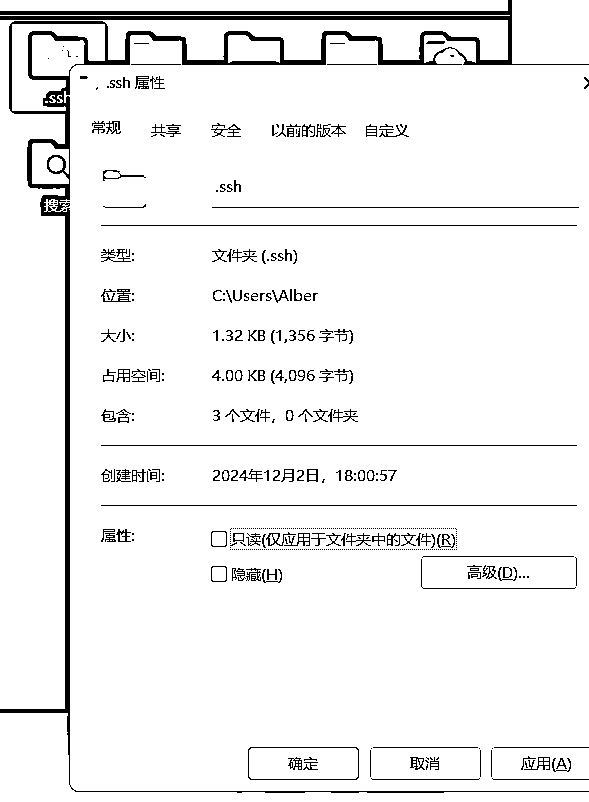 .ssh
搜索
.ssh 属性
常规 共享 安全 以前的版本 自定义
.ssh
类型: 文件夹 (.ssh)
位置: C:\Users\Alber
大小: 1.32 KB (1,356 字节)
占用空间: 4.00 KB (4,096 字节)
包含: 3 个文件，0 个文件夹
创建时间: 2024年12月2日，18:00:57
属性: 只读(仅应用于文件夹中的文件)(R)
隐藏(H) 高级(D)...
确定 取消 应用(A)